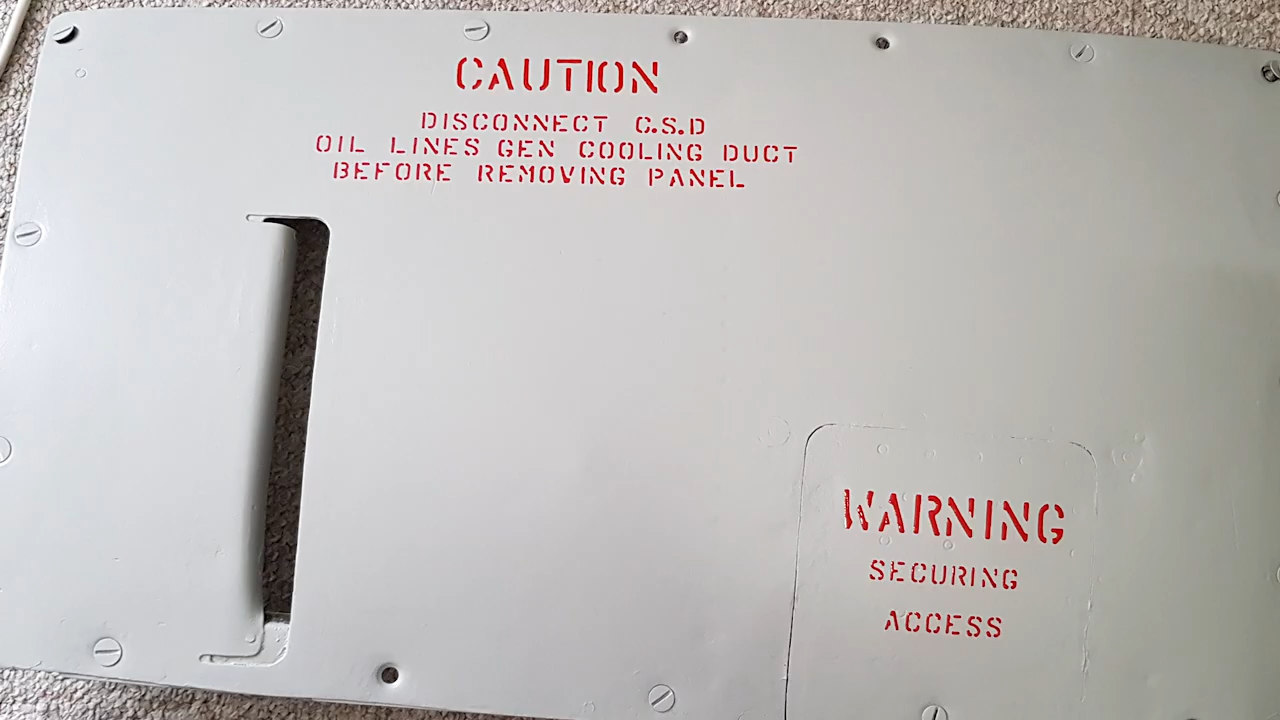 CAUTION
DISCONNECT C.S.D
OIL LINES GEN COOLING DUCT
BEFORE REMOVING PANEL
WARNING
SECURING
ACCESS